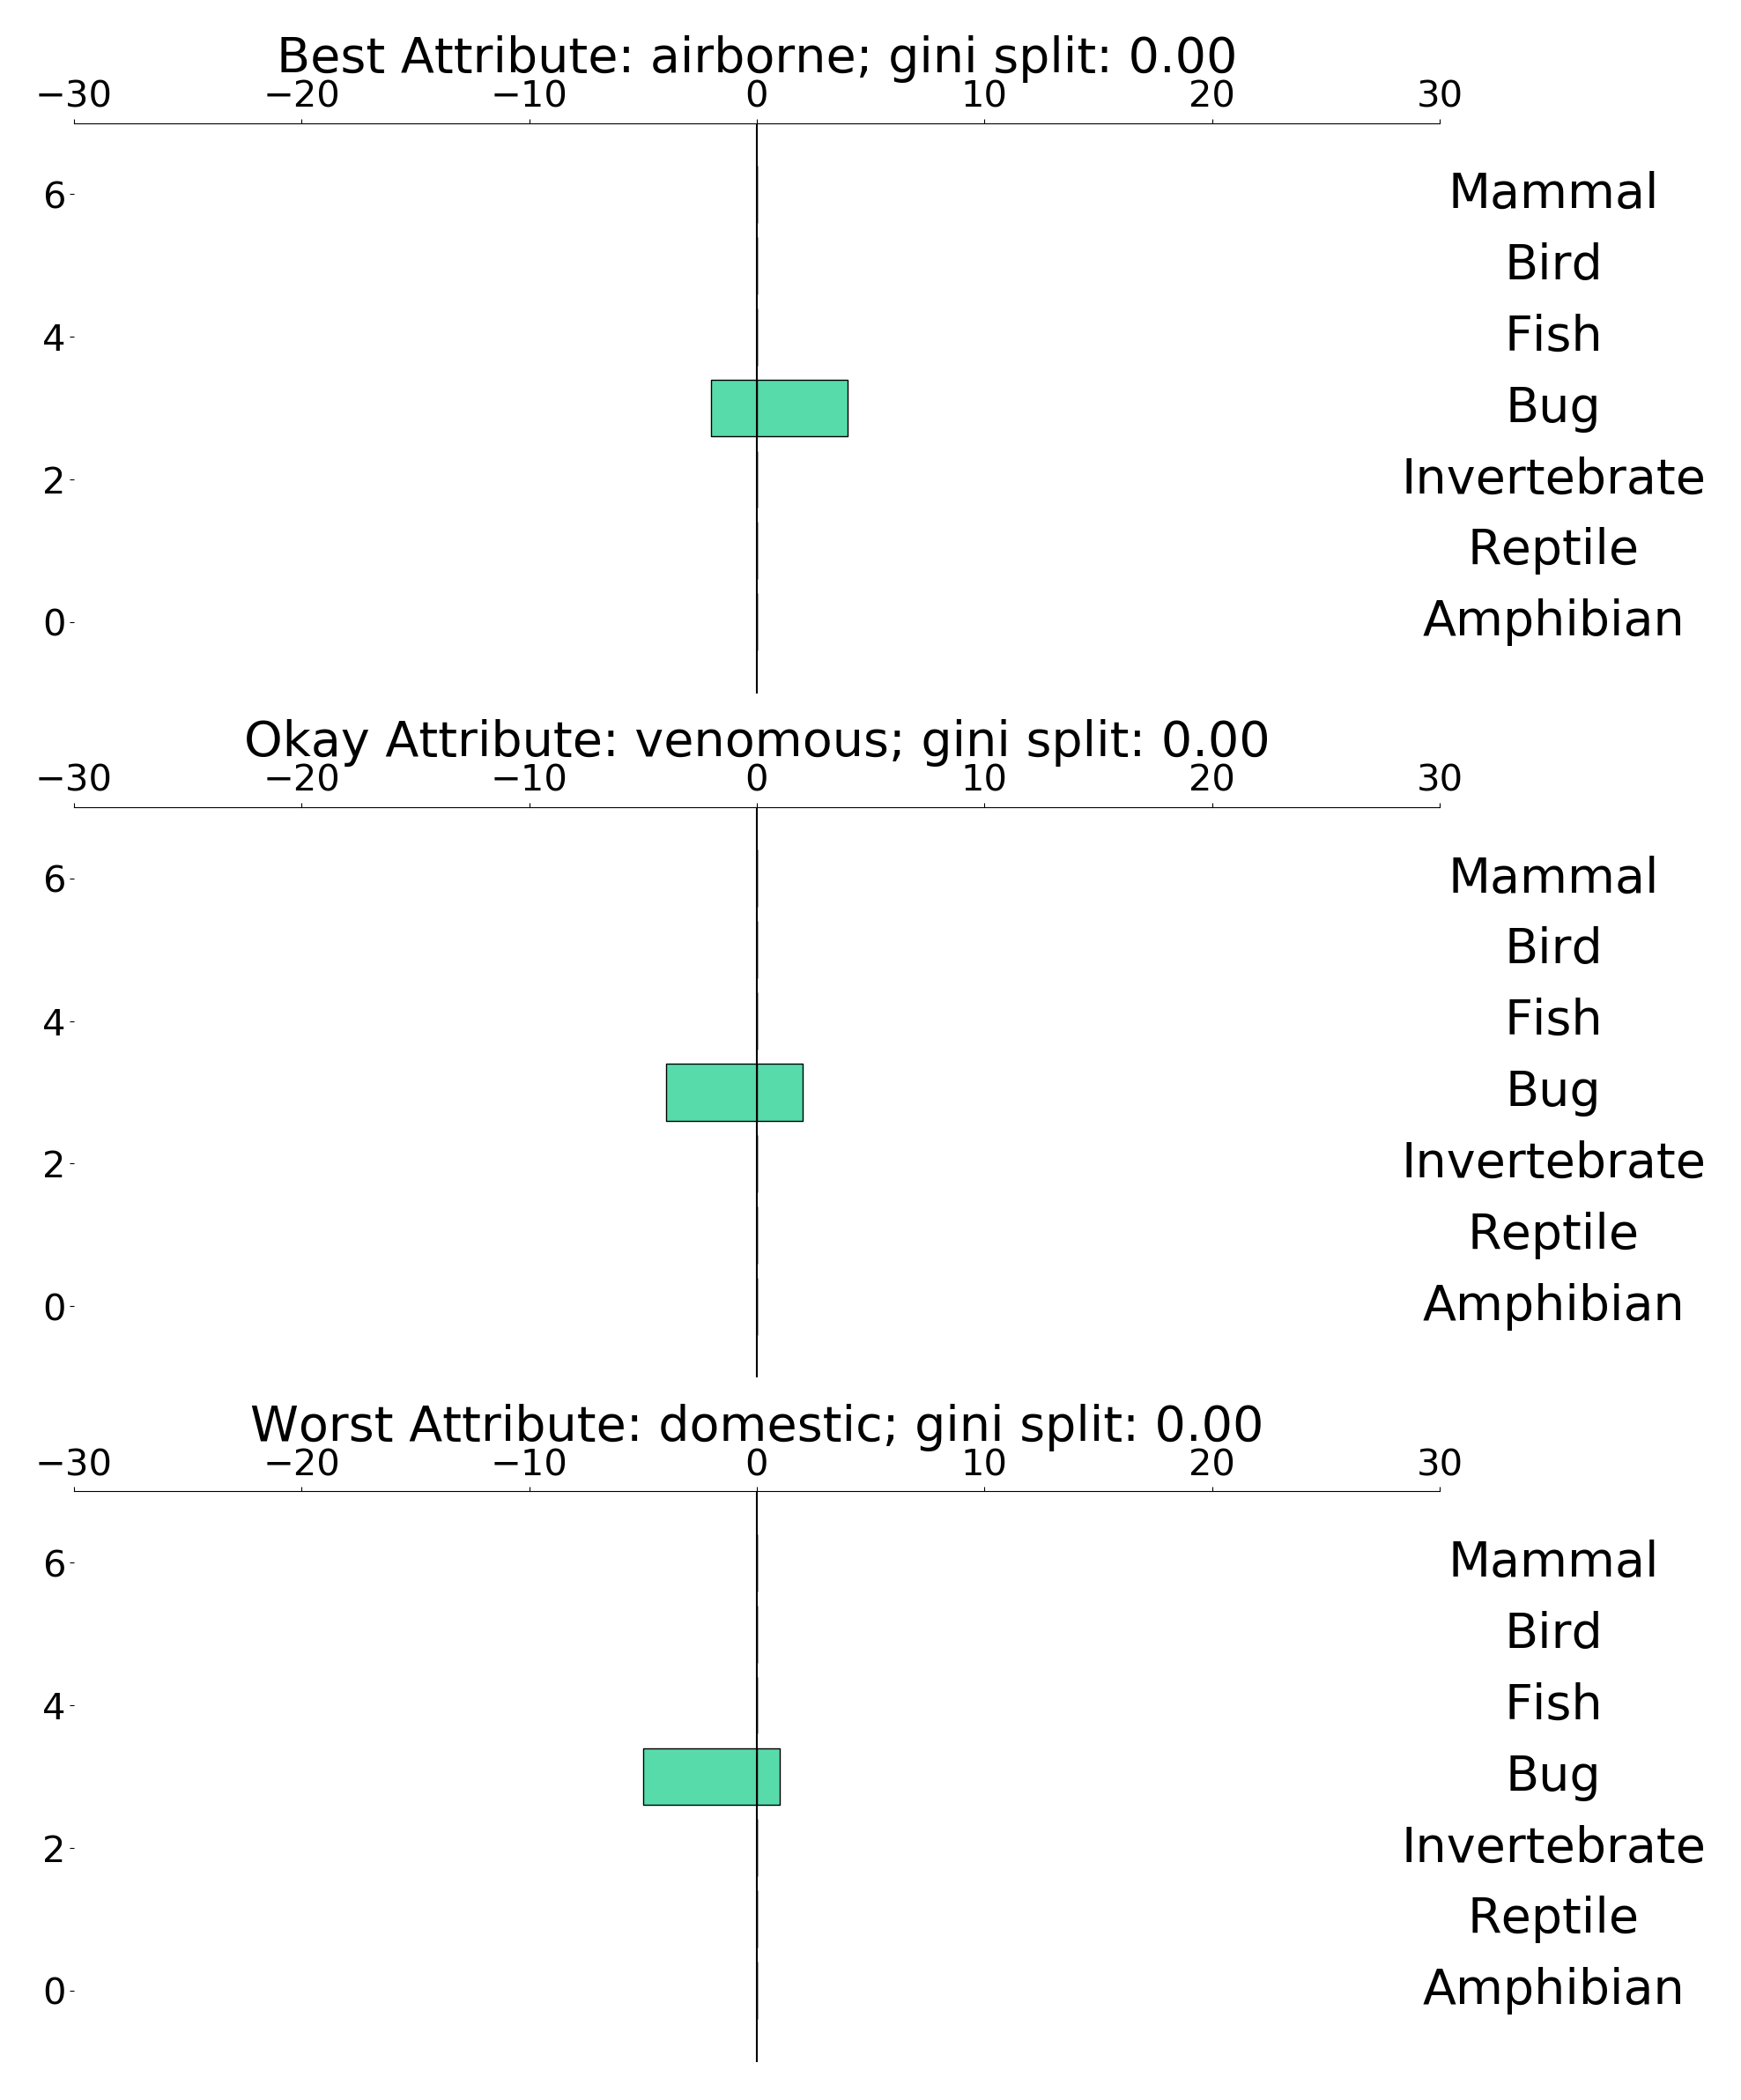 Best Attribute: airborne; gini split: 0.00
−30 −20 −10 0 10 20 30
6 Mammal
Bird
4 Fish
Bug
2 Invertebrate
Reptile
0 Amphibian
Okay Attribute: venomous; gini split: 0.00
−30 −20 −10 0 10 20 30
6 Mammal
Bird
4 Fish
Bug
2 Invertebrate
Reptile
0 Amphibian
Worst Attribute: domestic; gini split: 0.00
−30 −20 −10 0 10 20 30
6 Mammal
Bird
4 Fish
Bug
2 Invertebrate
Reptile
0 Amphibian